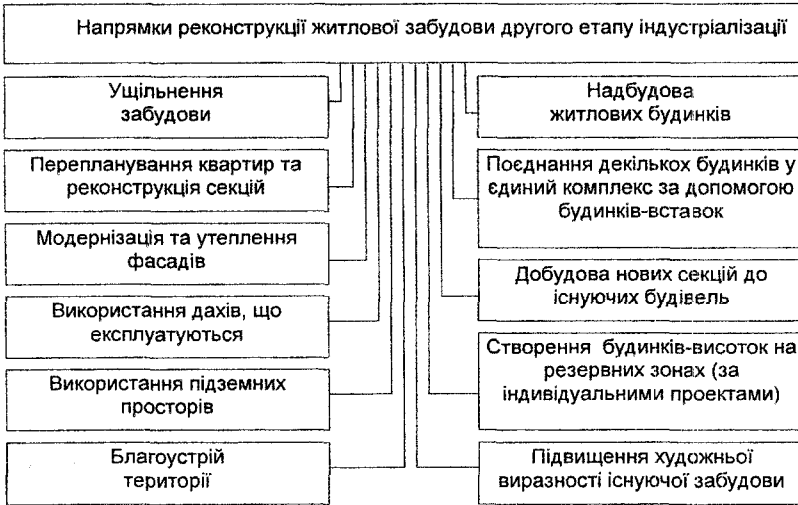 Напрямки реконструкції житлової забудови другого етапу індустріалізації
Ущільнення
забудови
Перепланування квартир та
реконструкція секцій
Модернізація та утеплення
фасадів
Використання дахів, що
експлуатуються
Використання підземних
просторів
Благоустрій
території
Надбудова
житлових будинків
Поєднання декількох будинків у
єдиний комплекс за допомогою
будинків-вставок
Добудова нових секцій до
існуючих будівель
Створення будинків-висоток на
резервних зонах (за
індивідуальними проектами)
Підвищення художньої
виразності існуючої забудови